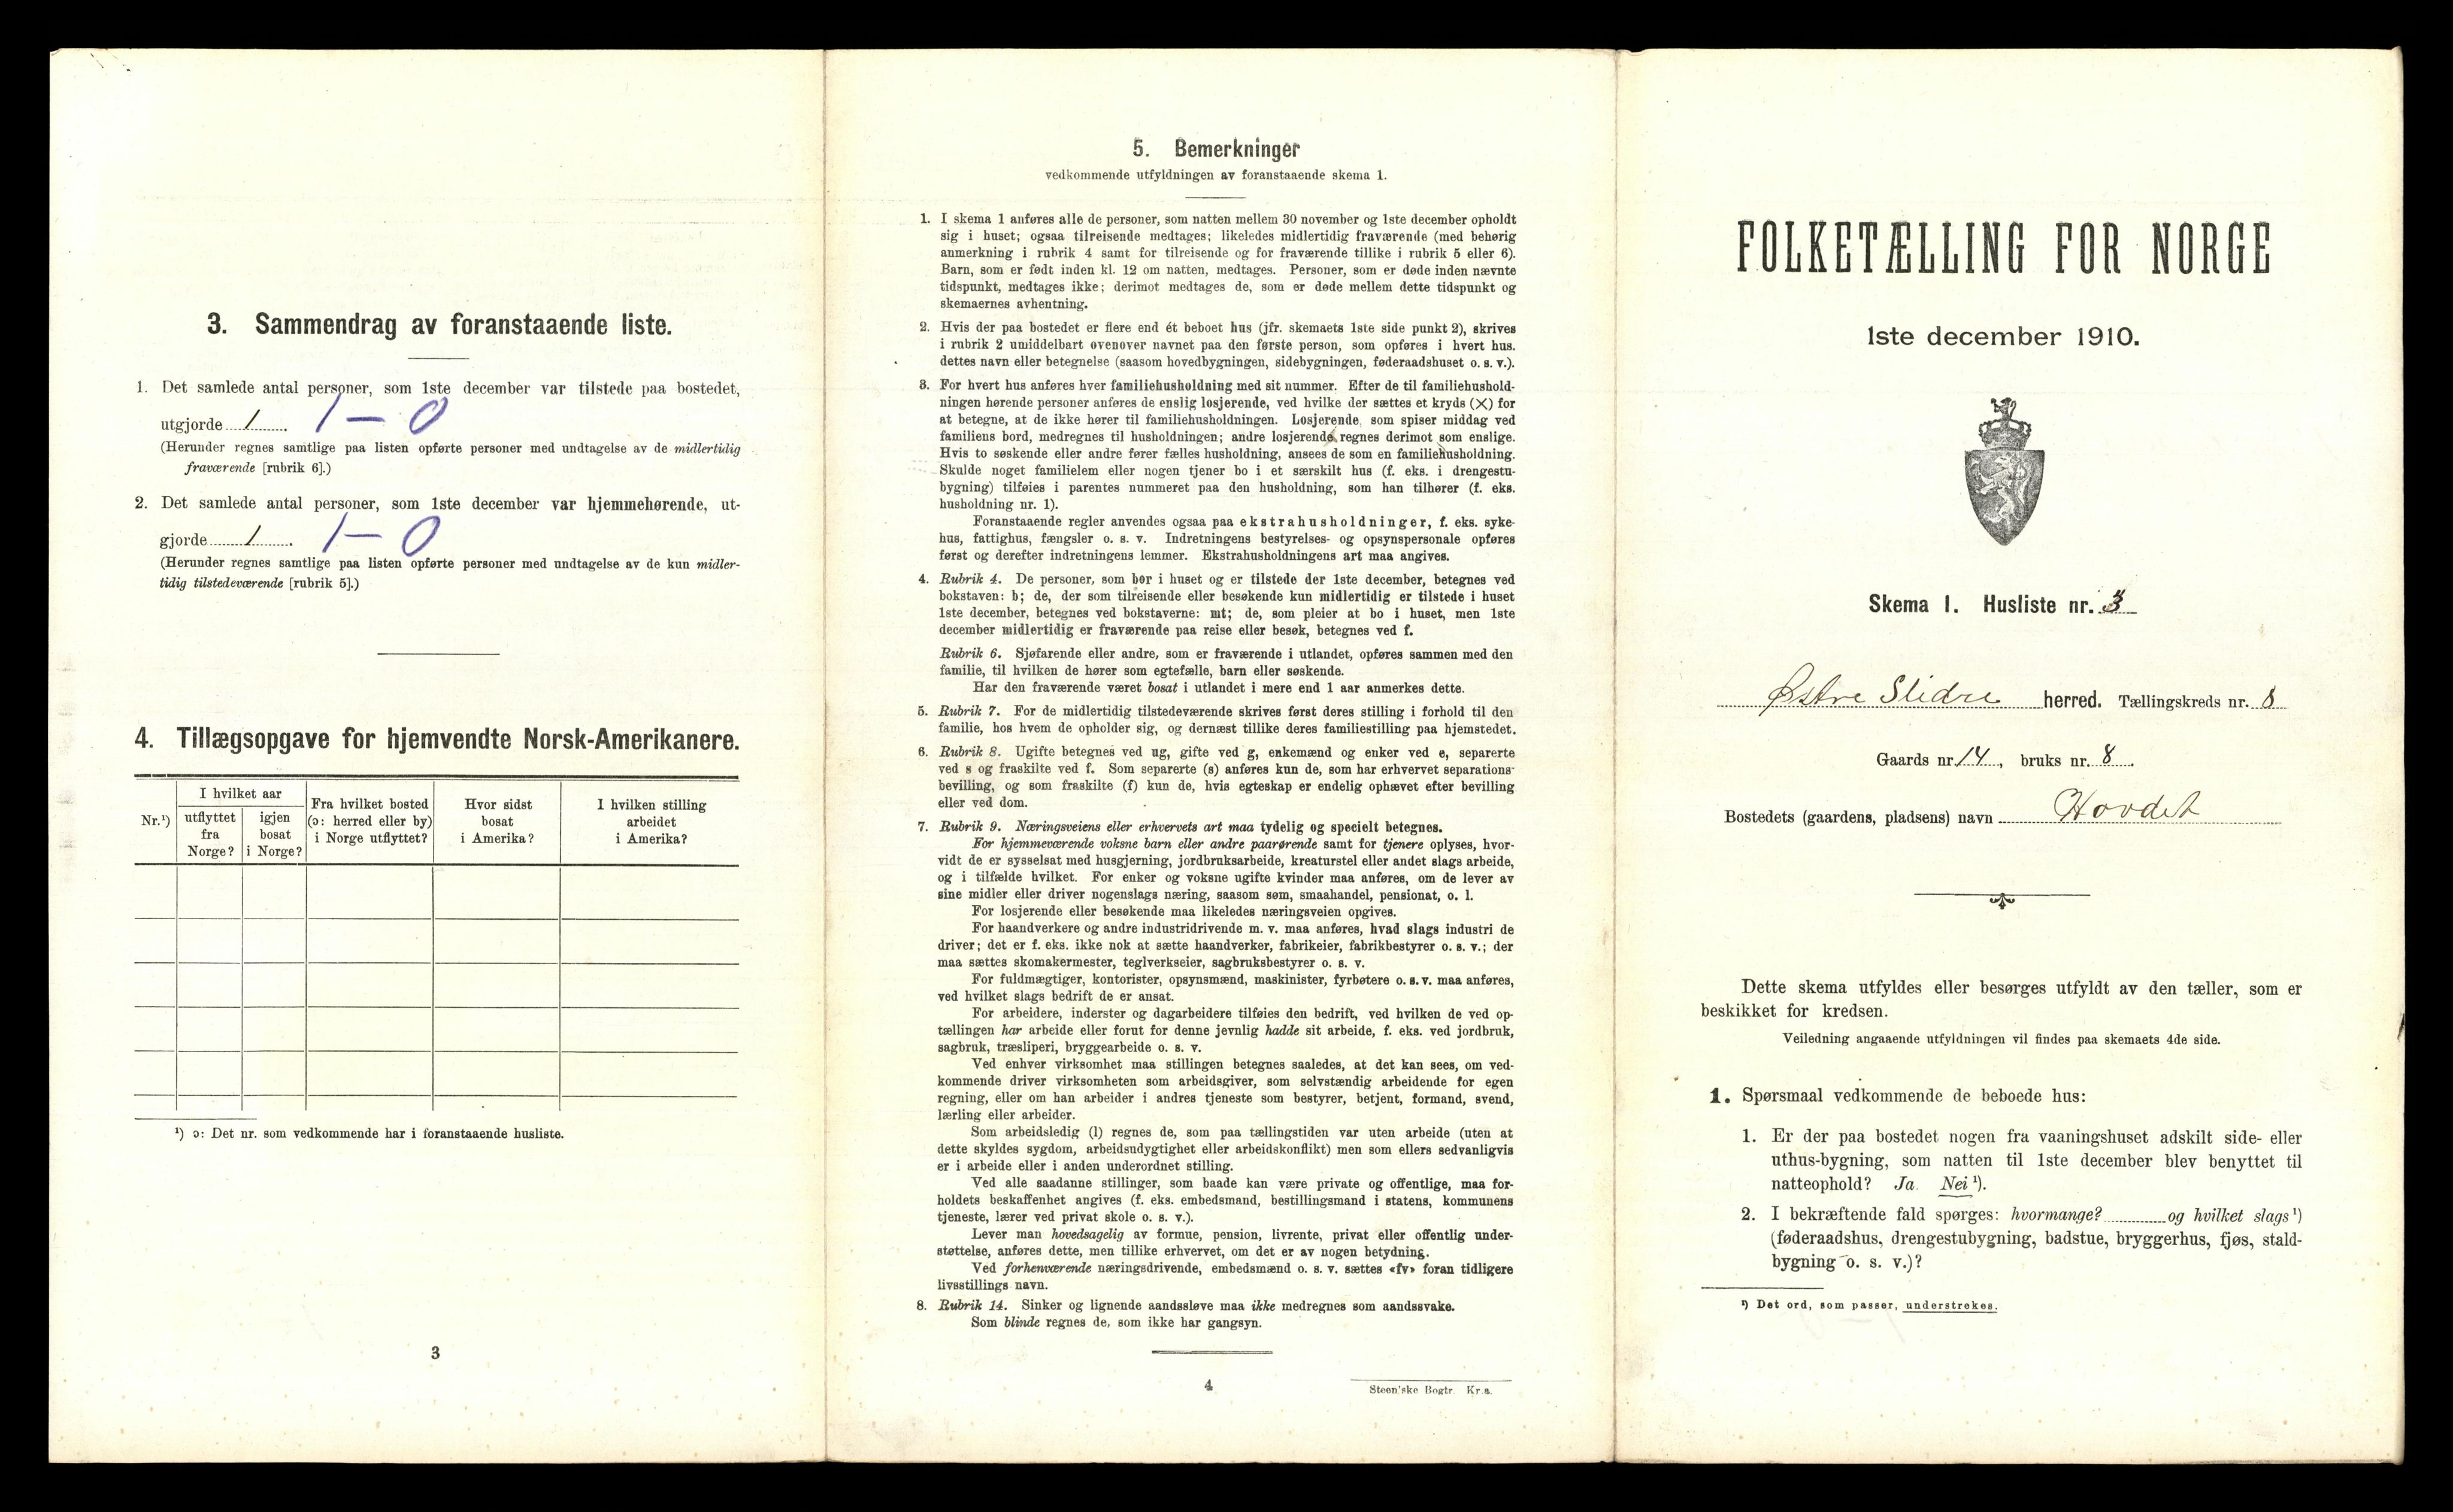 3. Sammendrag av foranstaaende liste.
1. Det samlede antal personer, som 1ste december var tilstede paa bostedet,
utgjorde 1. 1 — 0
(Herunder regnes samtlige paa listen opførte personer med undtagelse av de midlertidig
fraværende [rubrik 6].)
2. Det samlede antal personer, som 1ste december var hjemmehørende, ut-
gjorde 1. 1 — 0
(Herunder regnes samtlige paa listen opførte personer med undtagelse av de kun midler-
tidig tilstedeværende [rubrik 5].)
4. Tillægsopgave for hjemvendte Norsk-Amerikanere.
Nr.¹)
I hvilket aar
utflyttet
fra
Norge?
igjen
bosat
i Norge?
Fra hvilket bosted
(ɔ: herred eller by)
i Norge utflyttet?
Hvor sidst
bosat
i Amerika?
I hvilken stilling
arbeidet
i Amerika?
¹) ɔ: Det nr. som vedkommende har i foranstaaende husliste.
3
5. Bemerkninger
vedkommende utfyldningen av foranstaaende skema 1.
1. I skema 1 anføres alle de personer, som natten mellem 30 november og 1ste december opholdt
sig i huset; ogsaa tilreisende medtages; likeledes midlertidig fraværende (med behørig
anmerkning i rubrik 4 samt for tilreisende og for fraværende tillike i rubrik 5 eller 6).
Barn, som er født inden kl. 12 om natten, medtages. Personer, som er døde inden nævnte
tidspunkt, medtages ikke; derimot medtages de, som er døde mellem dette tidspunkt og
skemaernes avhentning.
2. Hvis der paa bostedet er flere end ét beboet hus (jfr. skemaets 1ste side punkt 2), skrives
i rubrik 2 umiddelbart ovenover navnet paa den første person, som opføres i hvert hus.
dettes navn eller betegnelse (saasom hovedbygningen, sidebygningen, føderaadshuset o. s. v.).
3. For hvert hus anføres hver familiehusholdning med sit nummer. Efter de til familiehushold-
ningen hørende personer anføres de enslig losjerende, ved hvilke der sættes et kryds (×) for
at betegne, at de ikke hører til familiehusholdningen. Losjerende, som spiser middag ved
familiens bord, medregnes til husholdningen; andre losjerende regnes derimot som enslige.
Hvis to søskende eller andre fører fælles husholdning, ansees de som en familiehusholdning.
Skulde noget familielem eller nogen tjener bo i et særskilt hus (f. eks. i drengestu-
bygning) tilføies i parentes nummeret paa den husholdning, som han tilhører (f. eks.
husholdning nr. 1).
Foranstaaende regler anvendes ogsaa paa ekstrahusholdninger, f. eks. syke-
hus, fattighus, fængsler o. s. v. Indretningens bestyrelses- og opsynspersonale opføres
først og derefter indretningens lemmer. Ekstrahusholdningens art maa angives.
4. Rubrik 4. De personer, som bor i huset og er tilstede der 1ste december, betegnes ved
bokstaven: b; de, der som tilreisende eller besøkende kun midlertidig er tilstede i huset
1ste december, betegnes ved bokstaverne: mt; de, som pleier at bo i huset, men 1ste
december midlertidig er fraværende paa reise eller besøk, betegnes ved f.
Rubrik 6. Sjøfarende eller andre, som er fraværende i utlandet, opføres sammen med den
familie, til hvilken de hører som egtefælle, barn eller søskende.
Har den fraværende været bosat i utlandet i mere end 1 aar anmerkes dette.
5. Rubrik 7. For de midlertidig tilstedeværende skrives først deres stilling i forhold til den
familie, hos hvem de opholder sig, og dernæst tillike deres familiestilling paa hjemstedet.
6. Rubrik 8. Ugifte betegnes ved ug, gifte ved g, enkemænd og enker ved e, separerte
ved s og fraskilte ved f. Som separerte (s) anføres kun de, som har erhvervet separations-
bevilling, og som fraskilte (f) kun de, hvis egteskap er endelig ophævet efter bevilling
eller ved dom.
7. Rubrik 9. Næringsveiens eller erhvervets art maa tydelig og specielt betegnes.
For hjemmeværende voksne barn eller andre paarørende samt for tjenere oplyses, hvor-
vidt de er sysselsat med husgjerning, jordbruksarbeide, kreaturstel eller andet slags arbeide,
og i tilfælde hvilket. For enker og voksne ugifte kvinder maa anføres, om de lever av
sine midler eller driver nogenslags næring, saasom søm, smaahandel, pensionat, o. l.
For losjerende eller besøkende maa likeledes næringsveien opgives.
For haandverkere og andre industridrivende m. v. maa anføres, hvad slags industri de
driver; det er f. eks. ikke nok at sætte haandverker, fabrikeier, fabrikbestyrer o. s. v.; der
maa sættes skomakermester, teglverkseier, sagbruksbestyrer o. s. v.
For fuldmægtiger, kontorister, opsynsmænd, maskinister, fyrbøtere o. s. v. maa anføres,
ved hvilket slags bedrift de er ansat.
For arbeidere, inderster og dagarbeidere tilføies den bedrift, ved hvilken de ved op-
tællingen har arbeide eller forut for denne jevnlig hadde sit arbeide, f. eks. ved jordbruk,
sagbruk, træsliperi, bryggearbeide o. s. v.
Ved enhver virksomhet maa stillingen betegnes saaledes, at det kan sees, om ved-
kommende driver virksomheten som arbeidsgiver, som selvstændig arbeidende for egen
regning, eller om han arbeider i andres tjeneste som bestyrer, betjent, formand, svend,
lærling eller arbeider.
Som arbeidsledig (l) regnes de, som paa tællingstiden var uten arbeide (uten at
dette skyldes sygdom, arbeidsudygtighet eller arbeidskonflikt) men som ellers sedvanligvis
er i arbeide eller i anden underordnet stilling.
Ved alle saadanne stillinger, som baade kan være private og offentlige, maa for-
holdets beskaffenhet angives (f. eks. embedsmand, bestillingsmand i statens, kommunens
tjeneste, lærer ved privat skole o. s. v.).
Lever man hovedsagelig av formue, pension, livrente, privat eller offentlig under-
støttelse, anføres dette, men tillike erhvervet, om det er av nogen betydning.
Ved forhenværende næringsdrivende, embedsmænd o. s. v. sættes «fv» foran tidligere
livsstillings navn.
8. Rubrik 14. Sinker og lignende aandssløve maa ikke medregnes som aandssvake.
Som blinde regnes de, som ikke har gangsyn.
4
Steen'ske Bogtr. Kr.a.
FOLKETÆLLING FOR NORGE
1ste december 1910.
Skema 1. Husliste nr. 3
Østre Slidre herred. Tællingskreds nr. 8
Gaards nr. 14, bruks nr. 8.
Bostedets (gaardens, pladsens) navn Hovdet
Dette skema utfyldes eller besørges utfyldt av den tæller, som er
beskikket for kredsen.
Veiledning angaaende utfyldningen vil findes paa skemaets 4de side.
1. Spørsmaal vedkommende de beboede hus:
1. Er der paa bostedet nogen fra vaaningshuset adskilt side- eller
uthus-bygning, som natten til 1ste december blev benyttet til
natteophold? Ja Nei ¹).
2. I bekræftende fald spørges: hvormange? og hvilket slags ¹)
(føderaadshus, drengestubygning, badstue, bryggerhus, fjøs, stald-
bygning o. s. v.)?
¹) Det ord, som passer, understrekes.